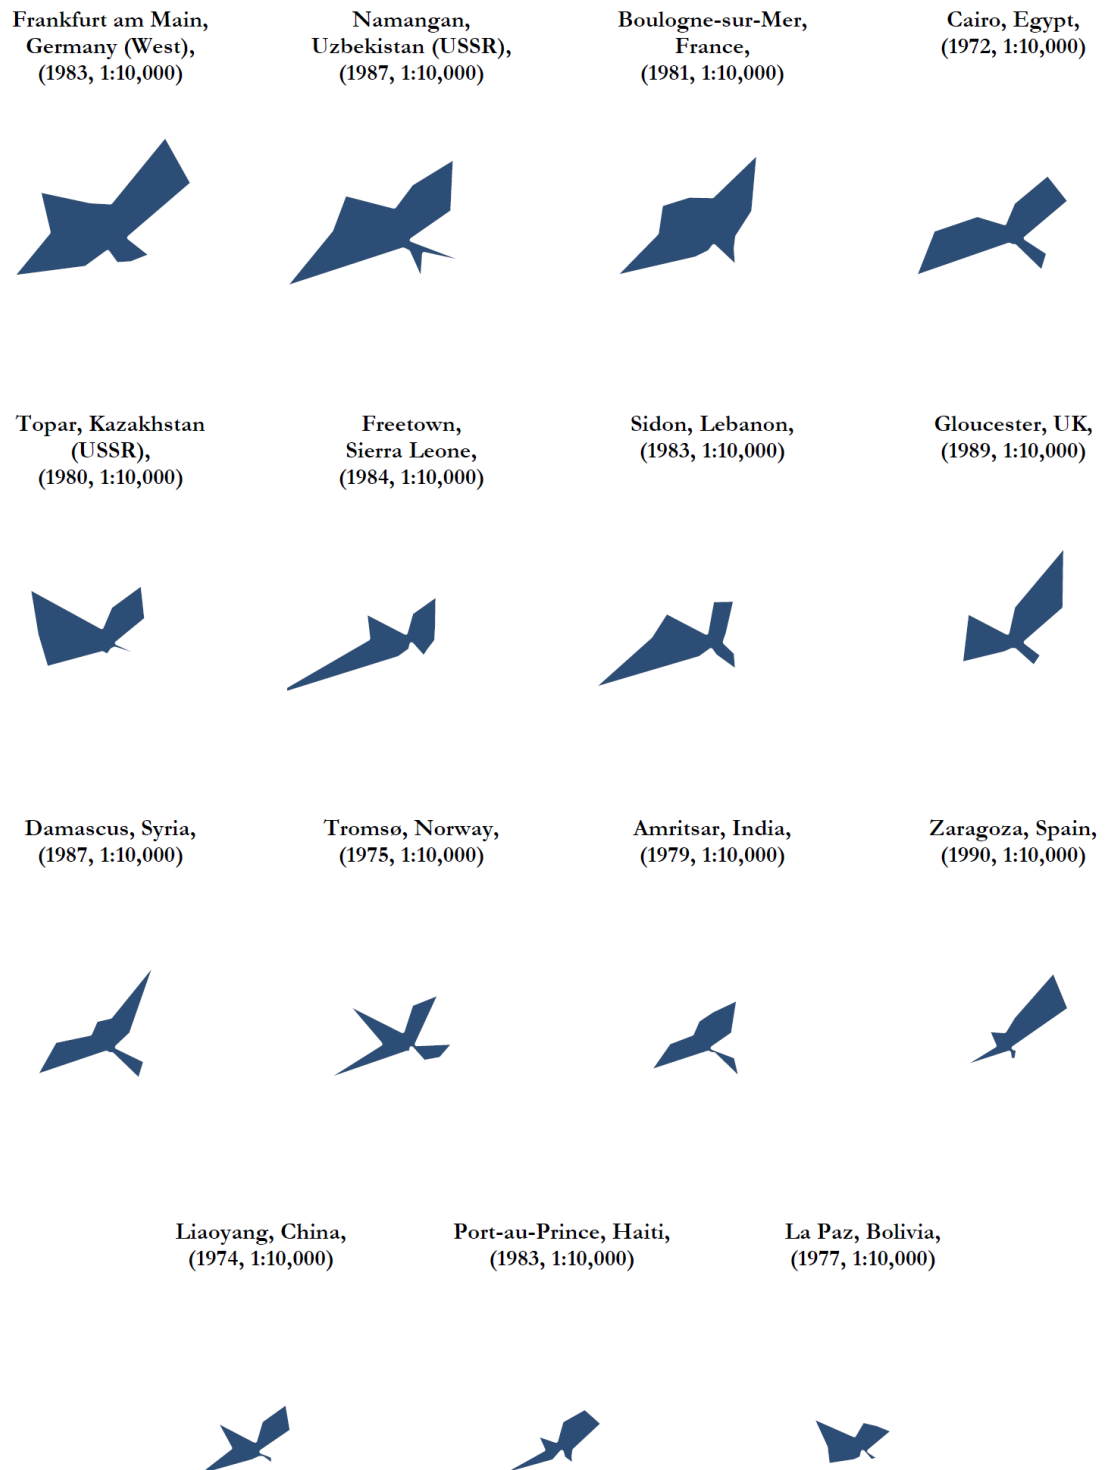 Frankfurt am Main,
Germany (West),
(1983, 1:10,000)
Namangan,
Uzbekistan (USSR),
(1987, 1:10,000)
Boulogne-sur-Mer,
France,
(1981, 1:10,000)
Cairo, Egypt,
(1972, 1:10,000)
Topar, Kazakhstan
(USSR),
(1980, 1:10,000)
Freetown,
Sierra Leone,
(1984, 1:10,000)
Sidon, Lebanon,
(1983, 1:10,000)
Gloucester, UK,
(1989, 1:10,000)
Damascus, Syria,
(1987, 1:10,000)
Tromsø, Norway,
(1975, 1:10,000)
Amritsar, India,
(1979, 1:10,000)
Zaragoza, Spain,
(1990, 1:10,000)
Liaoyang, China,
(1974, 1:10,000)
Port-au-Prince, Haiti,
(1983, 1:10,000)
La Paz, Bolivia,
(1977, 1:10,000)